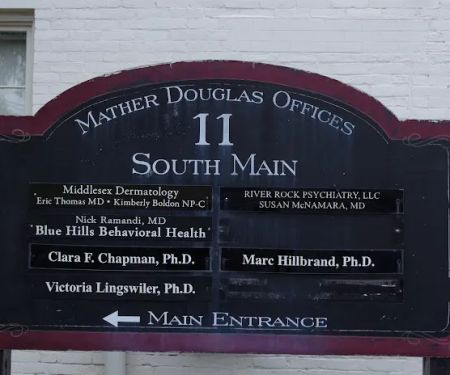 MATHER DOUGLAS OFFICES
11
SOUTH MAIN
Middlesex Dermatology
Eric Thomas MD • Kimberly Boldon NP-C
Nick Ramandi, MD
Blue Hills Behavioral Health
Clara F. Chapman, Ph.D.
Victoria Lingswiler, Ph.D.
RIVER ROCK PSYCHIATRY, LLC
SUSAN McNAMARA, MD
Marc Hillbrand, Ph.D.
MAIN ENTRANCE